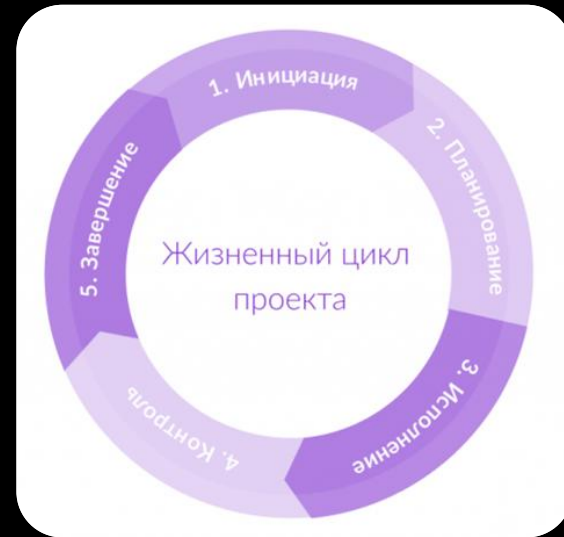 1. Инициация
2. Планирование
3. Исполнение
4. Контроль
5. Завершение
Жизненный цикл
проекта